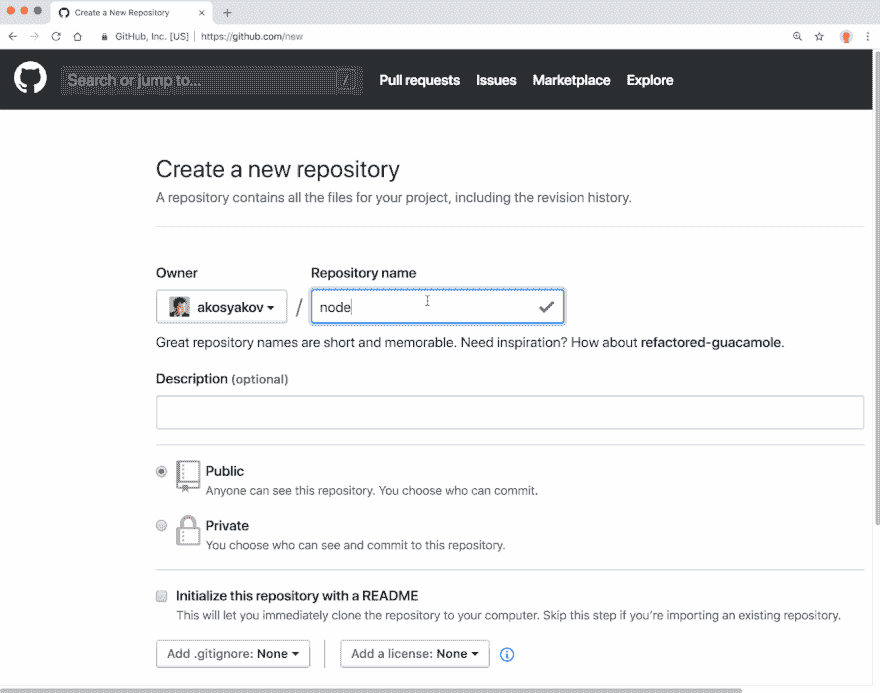 Create a New Repository
GitHub, Inc. [US] | https://github.com/new
Search or jump to... /
Pull requests Issues Marketplace Explore
Create a new repository
A repository contains all the files for your project, including the revision history.
Owner Repository name
akosyakov / node
Great repository names are short and memorable. Need inspiration? How about refactored-guacamole.
Description (optional)
Public
Anyone can see this repository. You choose who can commit.
Private
You choose who can see and commit to this repository.
Initialize this repository with a README
This will let you immediately clone the repository to your computer. Skip this step if you’re importing an existing repository.
Add .gitignore: None Add a license: None